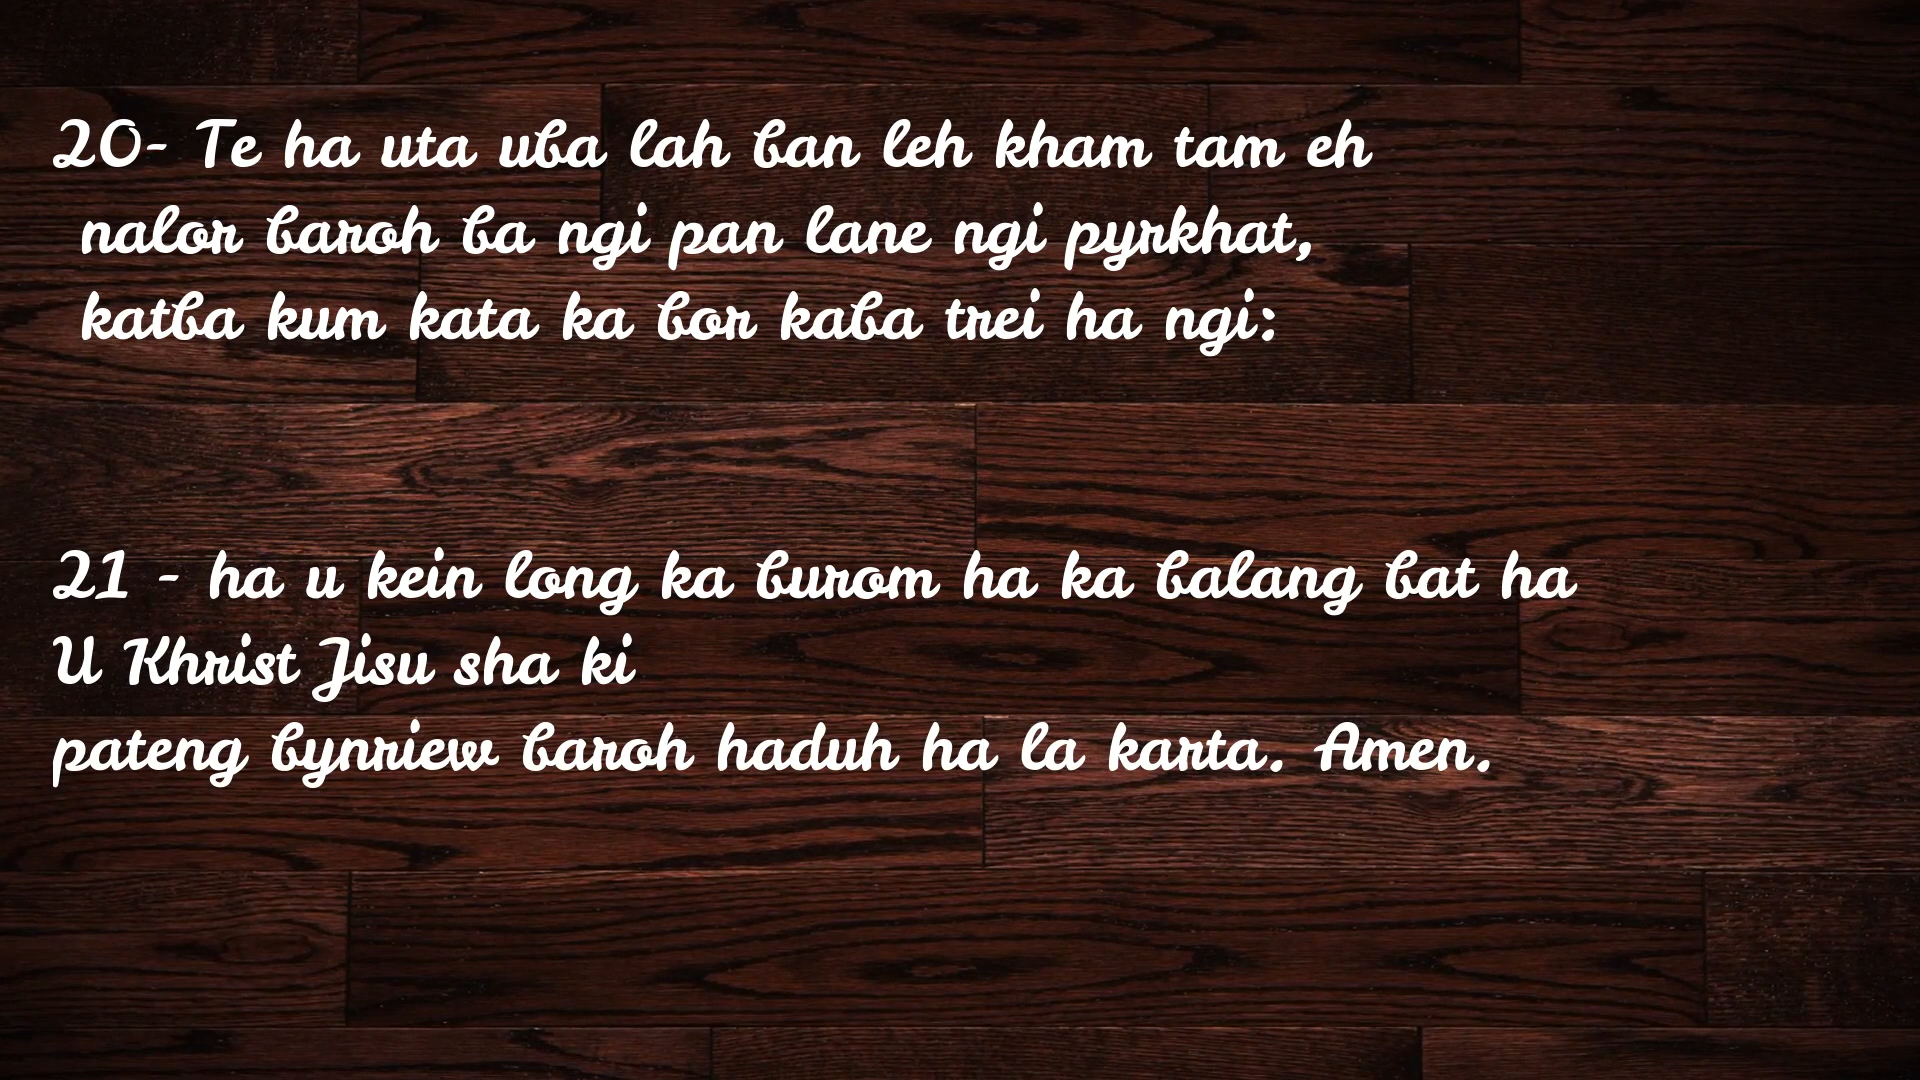 20- Te ha uta uba lah ban leh kham tam eh
nalor baroh ba ngi pan lane ngi pyrkhat,
katba kum kata ka bor kaba trei ha ngi:
21 - ha u kein long ka burom ha ka balang bat ha
U Khrist Jisu sha ki
pateng bynriew baroh haduh ha la karta. Amen.